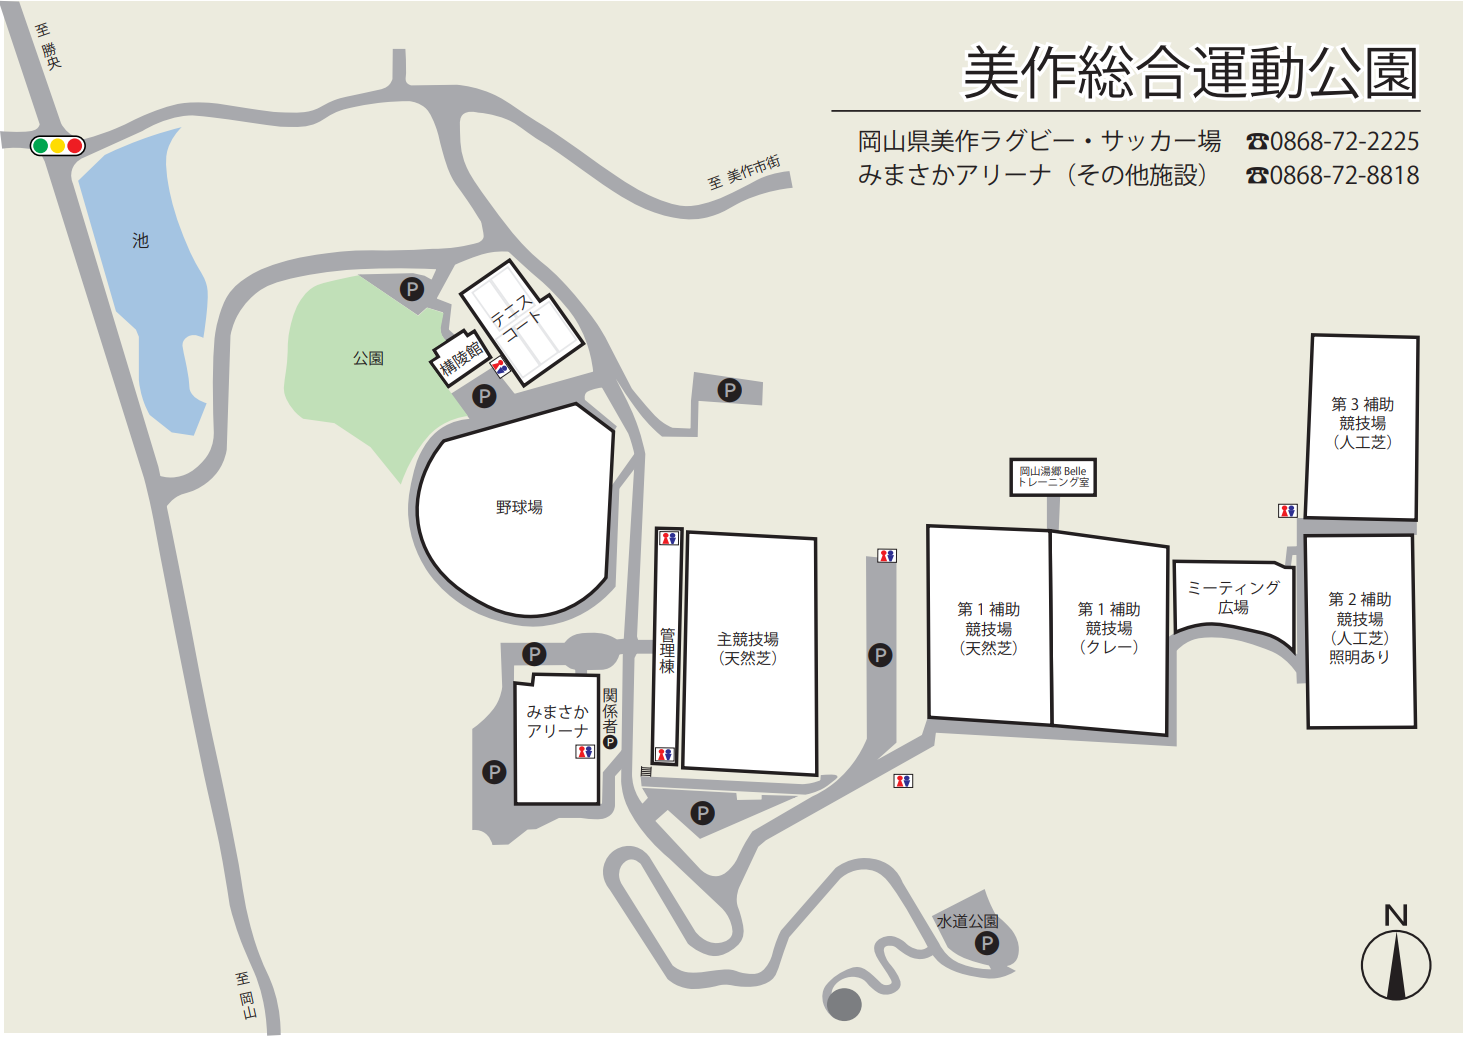 美作総合運動公園
岡山県美作ラグビー・サッカー場 ☎0868-72-2225
みまさかアリーナ（その他施設） ☎0868-72-8818
至 勝央
至 美作市街
池
P
テニス
コート
公園
構陵館
P
P
野球場
第 3 補助
競技場
（人工芝）
岡山湯郷 Belle
トレーニング室
管理棟
主競技場
（天然芝）
P
第 1 補助
競技場
（天然芝）
第 1 補助
競技場
（クレー）
ミーティング
広場
第 2 補助
競技場
（人工芝）
照明あり
P
みまさか
アリーナ
関係者P
P
P
水道公園
P
N
至 岡山